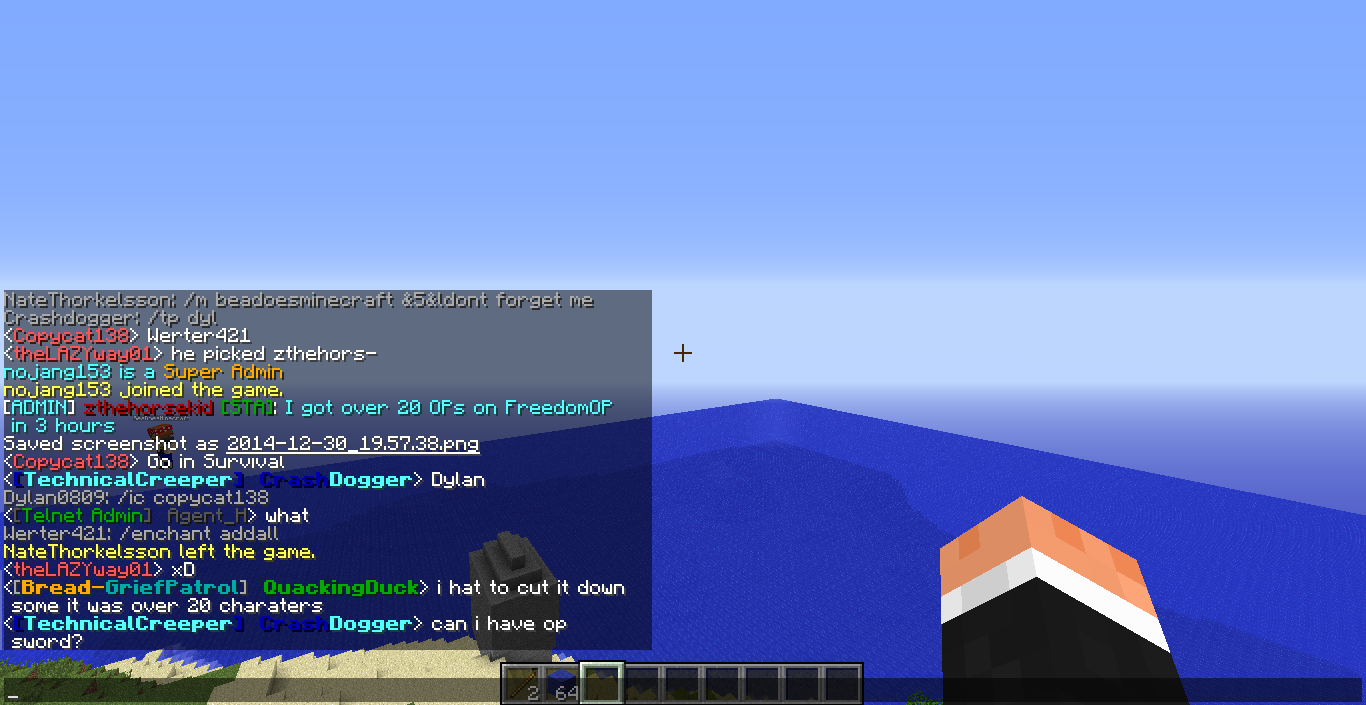 NateThorkelsson: /m beadoesminecraft &5&ldont forget me
Crashdogger: /tp dyl
<Copycat138> Werter421
<theLAZYway01> he picked zthehors-
nojang153 is a Super Admin
nojang153 joined the game.
[ADMIN] zthehorsekid [STA]: I got over 20 OPs on FreedomOP
in 3 hours
Saved screenshot as 2014-12-30_19.57.38.png
<Copycat138> Go in Survival
<[TechnicalCreeper] CrashDogger> Dylan
Dylan0809: /ic copycat138
<[Telnet Admin] Agent_H> what
Werter421: /enchant addall
NateThorkelsson left the game.
<theLAZYway01> xD
<[Bread-GriefPatrol] QuackingDuck> i hat to cut it down
some it was over 20 charaters
<[TechnicalCreeper] CrashDogger> can i have op
sword?
2 64
_